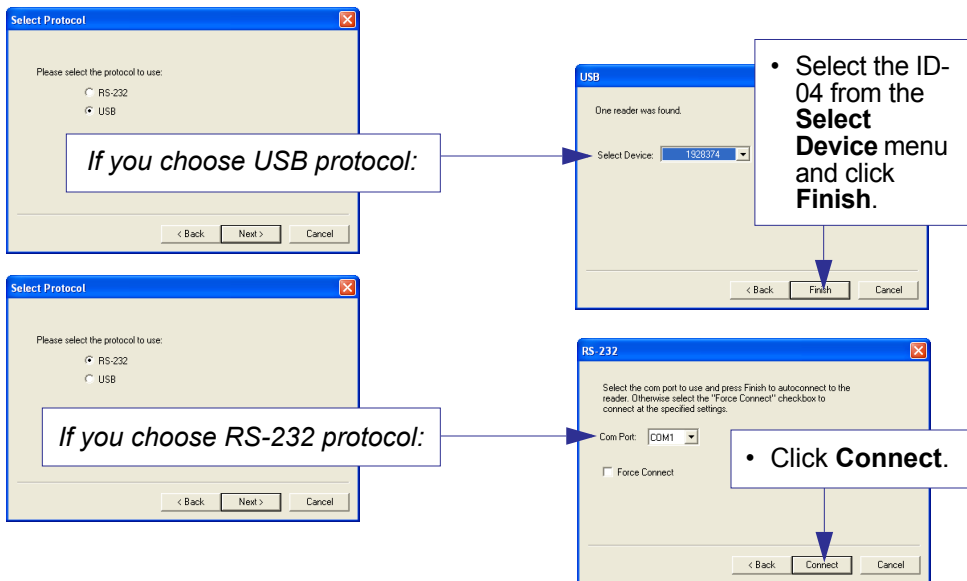 Select Protocol
Please select the protocol to use:
RS-232
USB
If you choose USB protocol:
< Back Next > Cancel
USB
One reader was found.
Select Device: 1928374
• Select the ID-
04 from the
Select
Device menu
and click
Finish.
< Back Finish Cancel
Select Protocol
Please select the protocol to use:
RS-232
USB
If you choose RS-232 protocol:
< Back Next > Cancel
RS-232
Select the com port to use and press Finish to autoconnect to the
reader. Otherwise select the "Force Connect" checkbox to
connect at the specified settings.
Com Port: COM1
Force Connect
• Click Connect.
< Back Connect Cancel